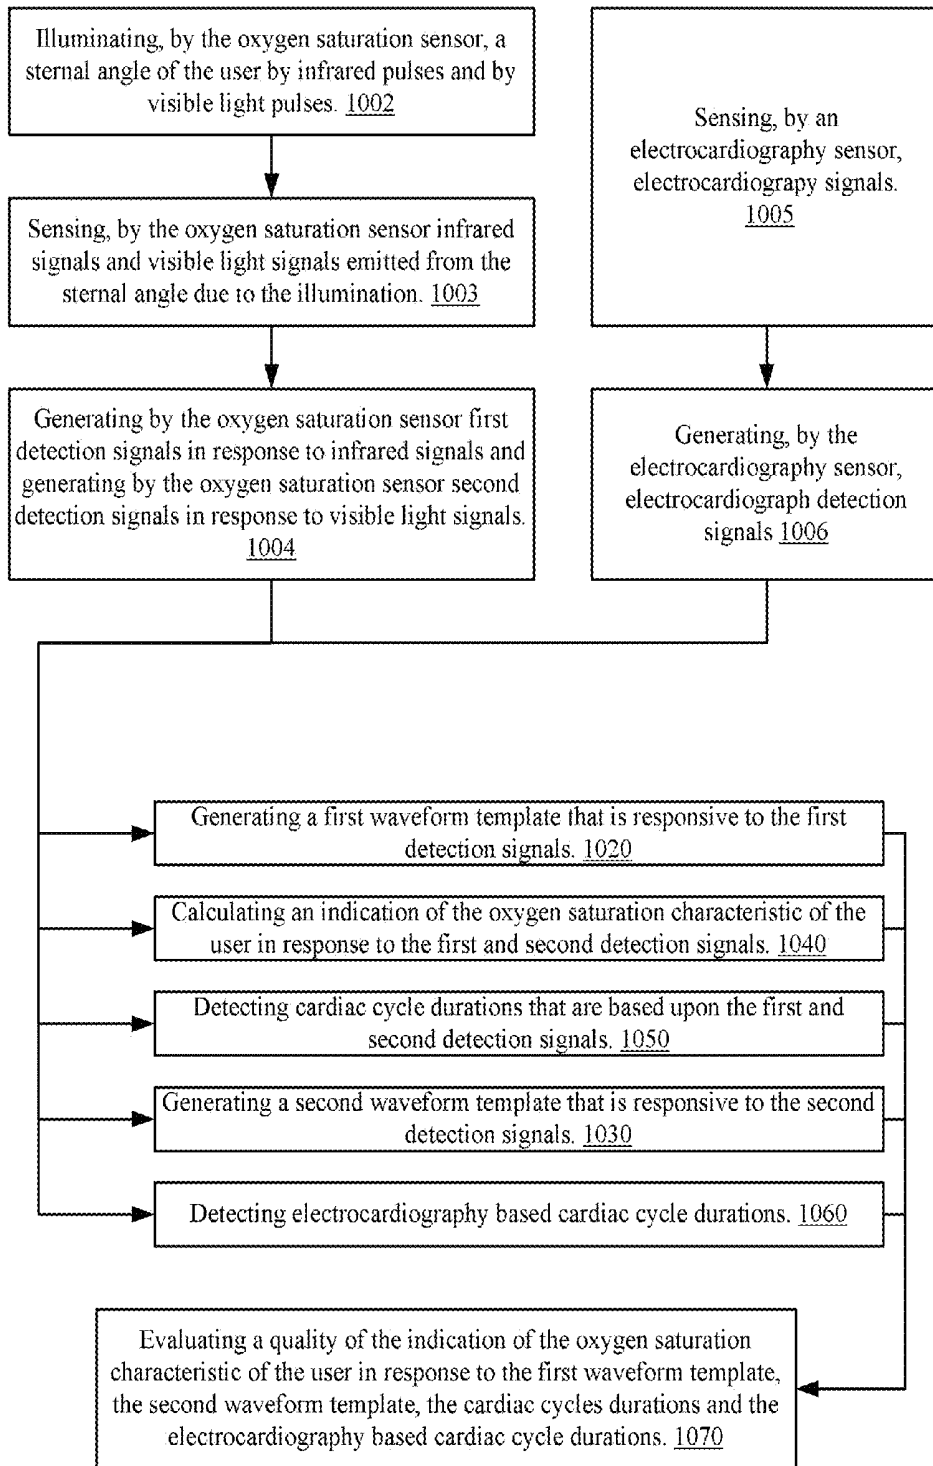 Illuminating, by the oxygen saturation sensor, a
sternal angle of the user by infrared pulses and by
visible light pulses. 1002
Sensing, by the oxygen saturation sensor infrared
signals and visible light signals emitted from the
sternal angle due to the illumination. 1003
Generating by the oxygen saturation sensor first
detection signals in response to infrared signals and
generating by the oxygen saturation sensor second
detection signals in response to visible light signals.
1004
Sensing, by an
electrocardiography sensor,
electrocardiograpy signals.
1005
Generating, by the
electrocardiography sensor,
electrocardiograph detection
signals 1006
Generating a first waveform template that is responsive to the first
detection signals. 1020
Calculating an indication of the oxygen saturation characteristic of the
user in response to the first and second detection signals. 1040
Detecting cardiac cycle durations that are based upon the first and
second detection signals. 1050
Generating a second waveform template that is responsive to the second
detection signals. 1030
Detecting electrocardiography based cardiac cycle durations. 1060
Evaluating a quality of the indication of the oxygen saturation
characteristic of the user in response to the first waveform template,
the second waveform template, the cardiac cycles durations and the
electrocardiography based cardiac cycle durations. 1070